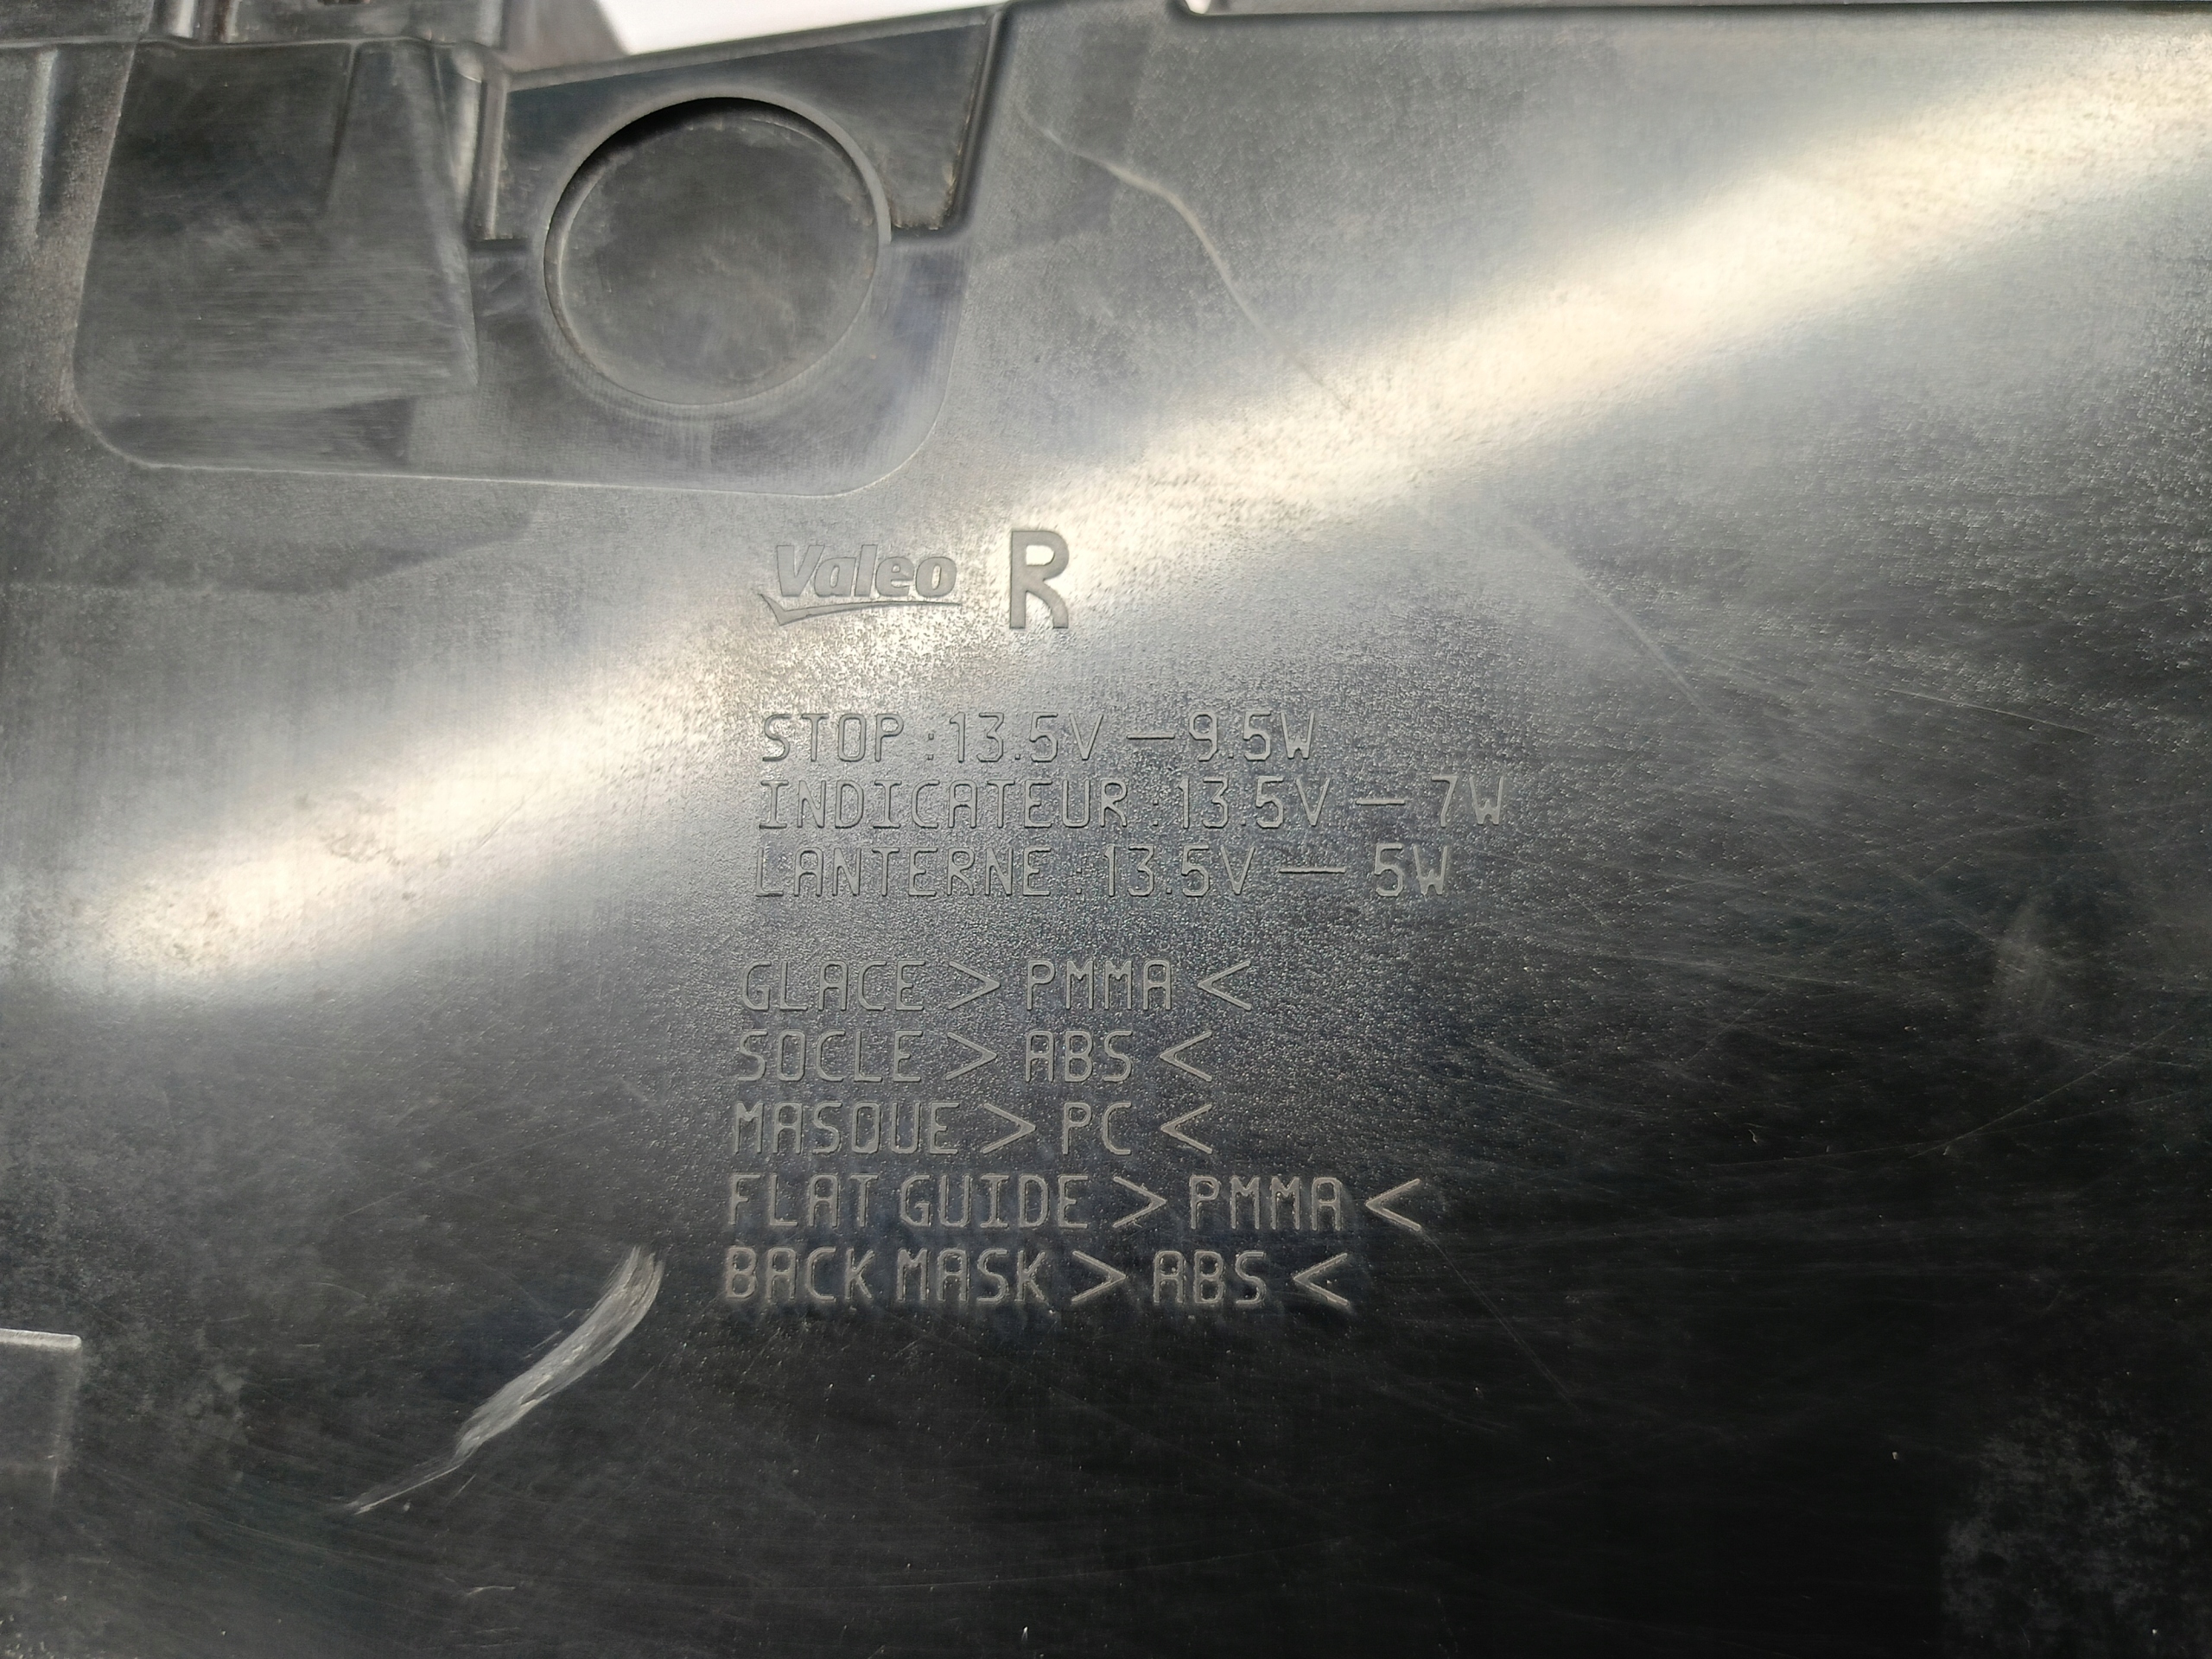 Valeo R
STOP : 13.5V — 9.5W
INDICATEUR : 13.5V — 7W
LANTERNE : 13.5V — 5W
GLACE > PMMA <
SOCLE > ABS <
MASQUE > PC <
FLAT GUIDE > PMMA <
BACK MASK > ABS <